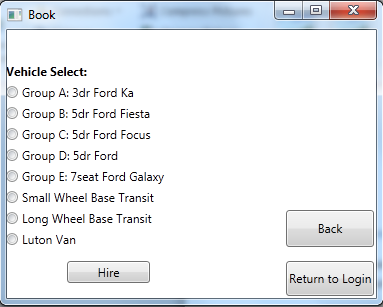 Book
Vehicle Select:
Group A: 3dr Ford Ka
Group B: 5dr Ford Fiesta
Group C: 5dr Ford Focus
Group D: 5dr Ford
Group E: 7seat Ford Galaxy
Small Wheel Base Transit
Long Wheel Base Transit
Luton Van
Back
Hire
Return to Login